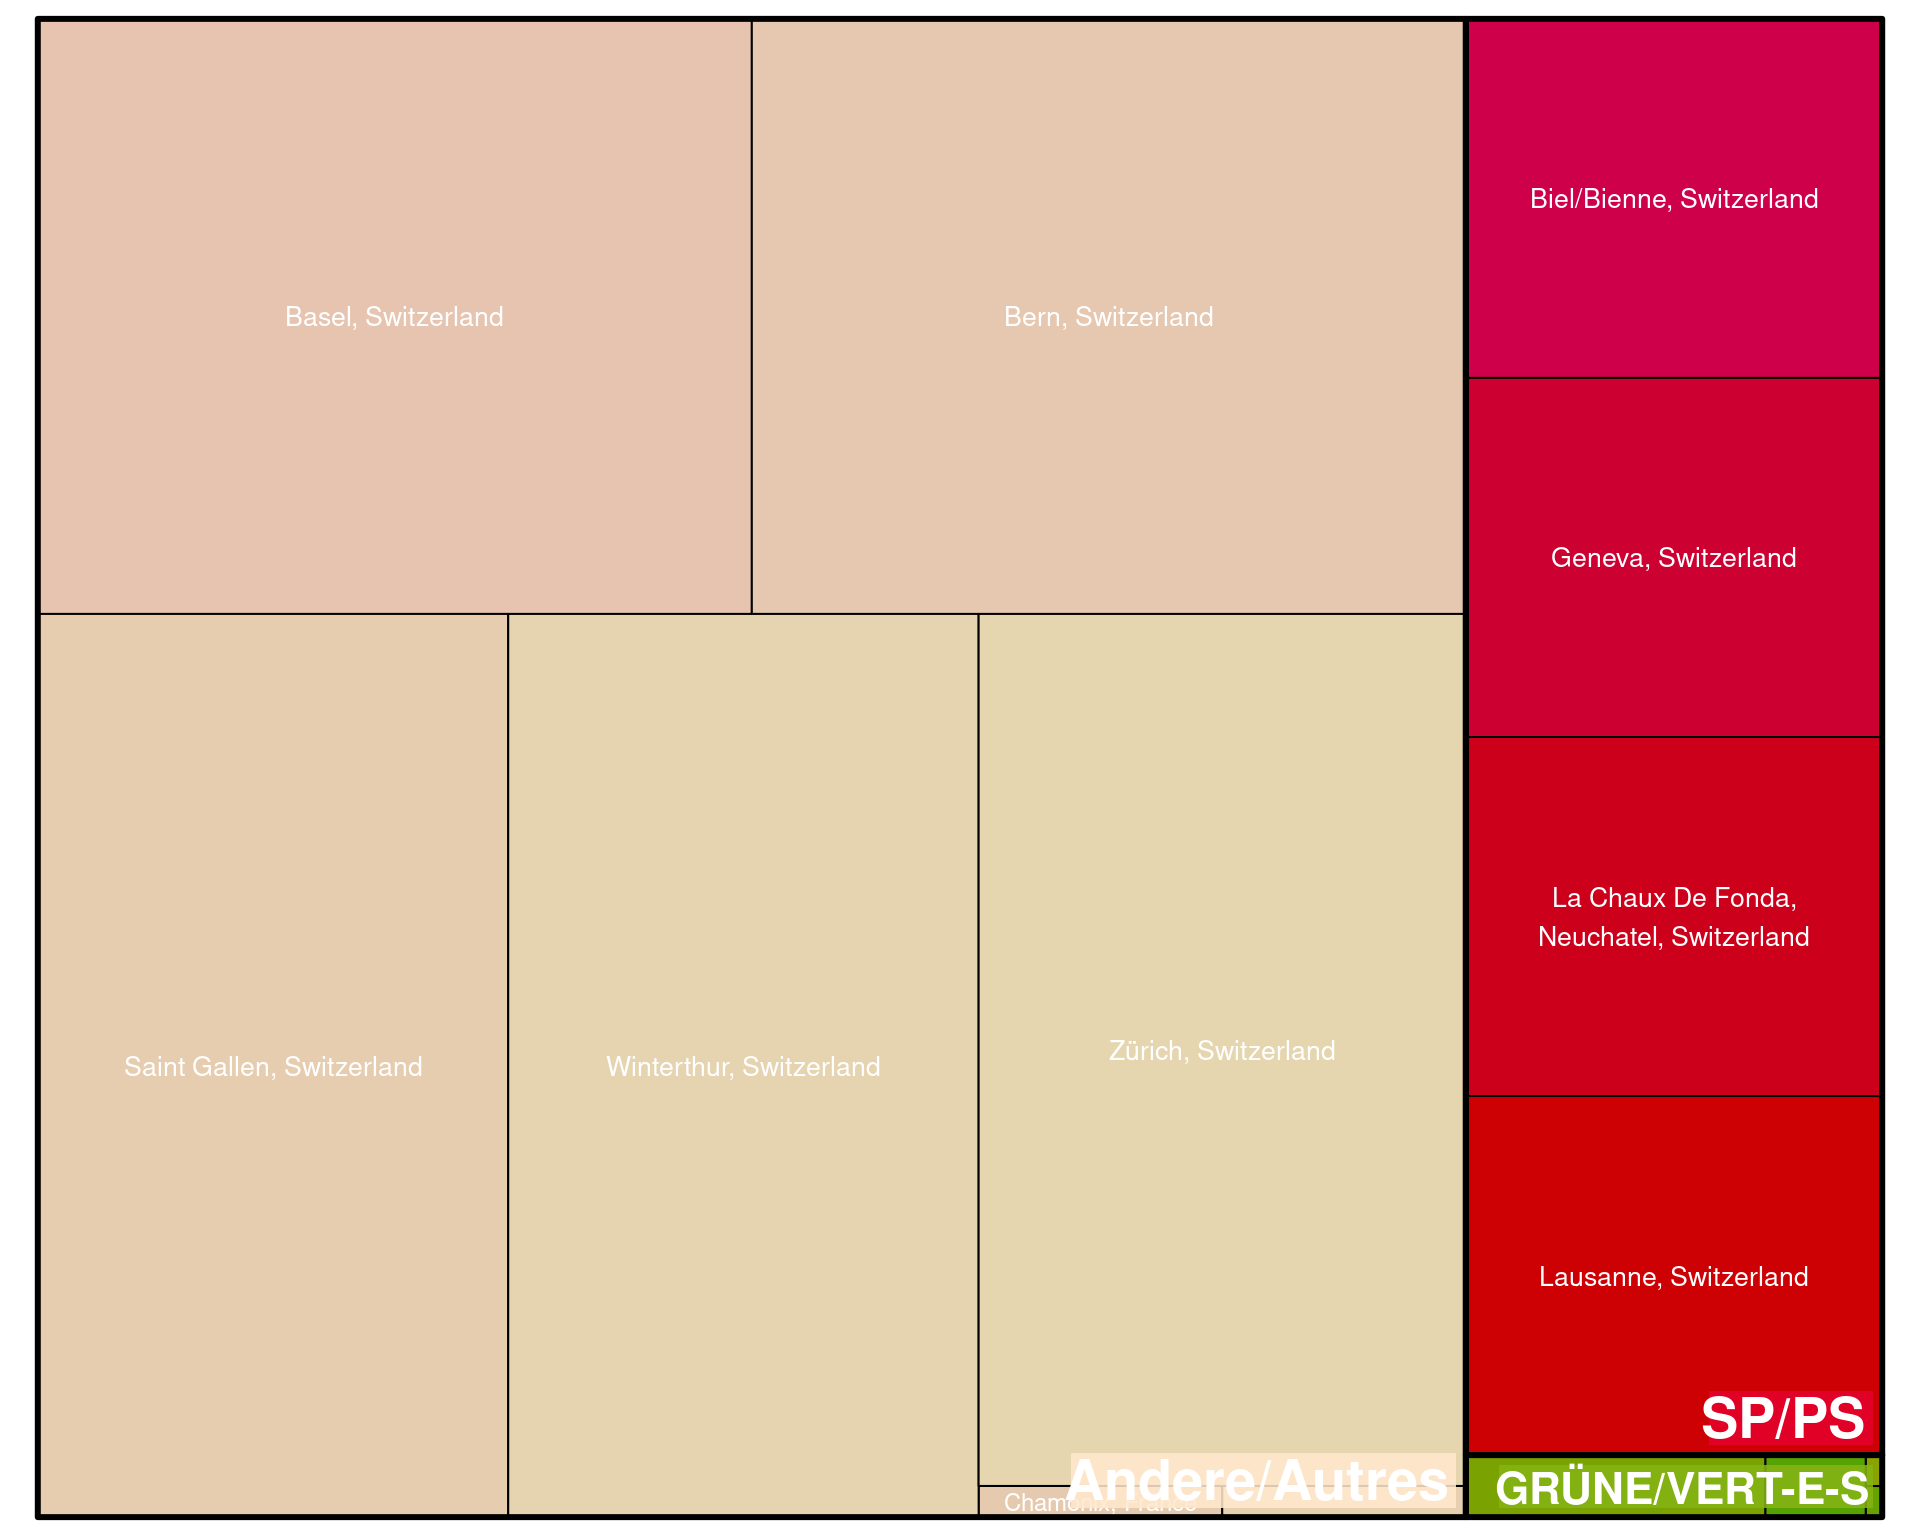 Basel, Switzerland
Bern, Switzerland
Biel/Bienne, Switzerland
Geneva, Switzerland
La Chaux De Fonda,
Neuchatel, Switzerland
Saint Gallen, Switzerland
Winterthur, Switzerland
Zürich, Switzerland
Lausanne, Switzerland
SP/PS
Andere/Autres
Chamonix, France
GRÜNE/VERT-E-S